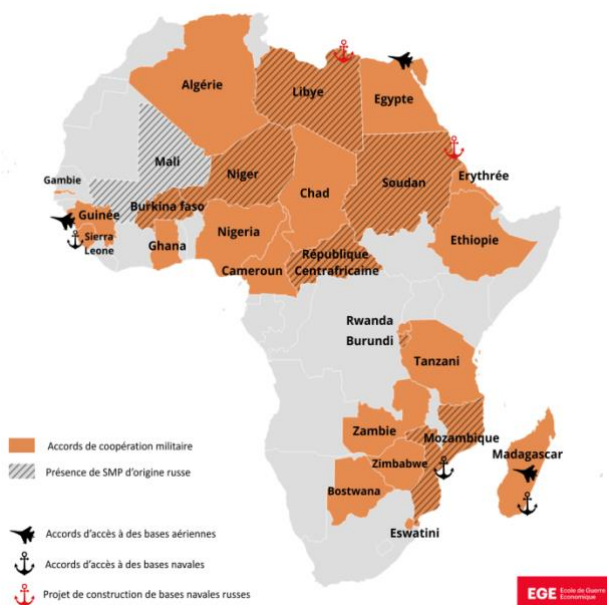 Algérie
Libye
Egypte
Mali
Niger
Chad
Soudan
Erythrée
Gambie
Guinée
Burkina faso
Sierra
Leone
Ghana
Nigeria
Cameroun
République
Centrafricaine
Ethiopie
Rwanda
Burundi
Tanzani
Zambie
Mozambique
Zimbabwe
Madagascar
Bostwana
Eswatini
Accords de coopération militaire
Présence de SMP d'origine russe
Accords d'accès à des bases aériennes
Accords d'accès à des bases navales
Projet de construction de bases navales russes
EGE Ecole de Guerre
Economique